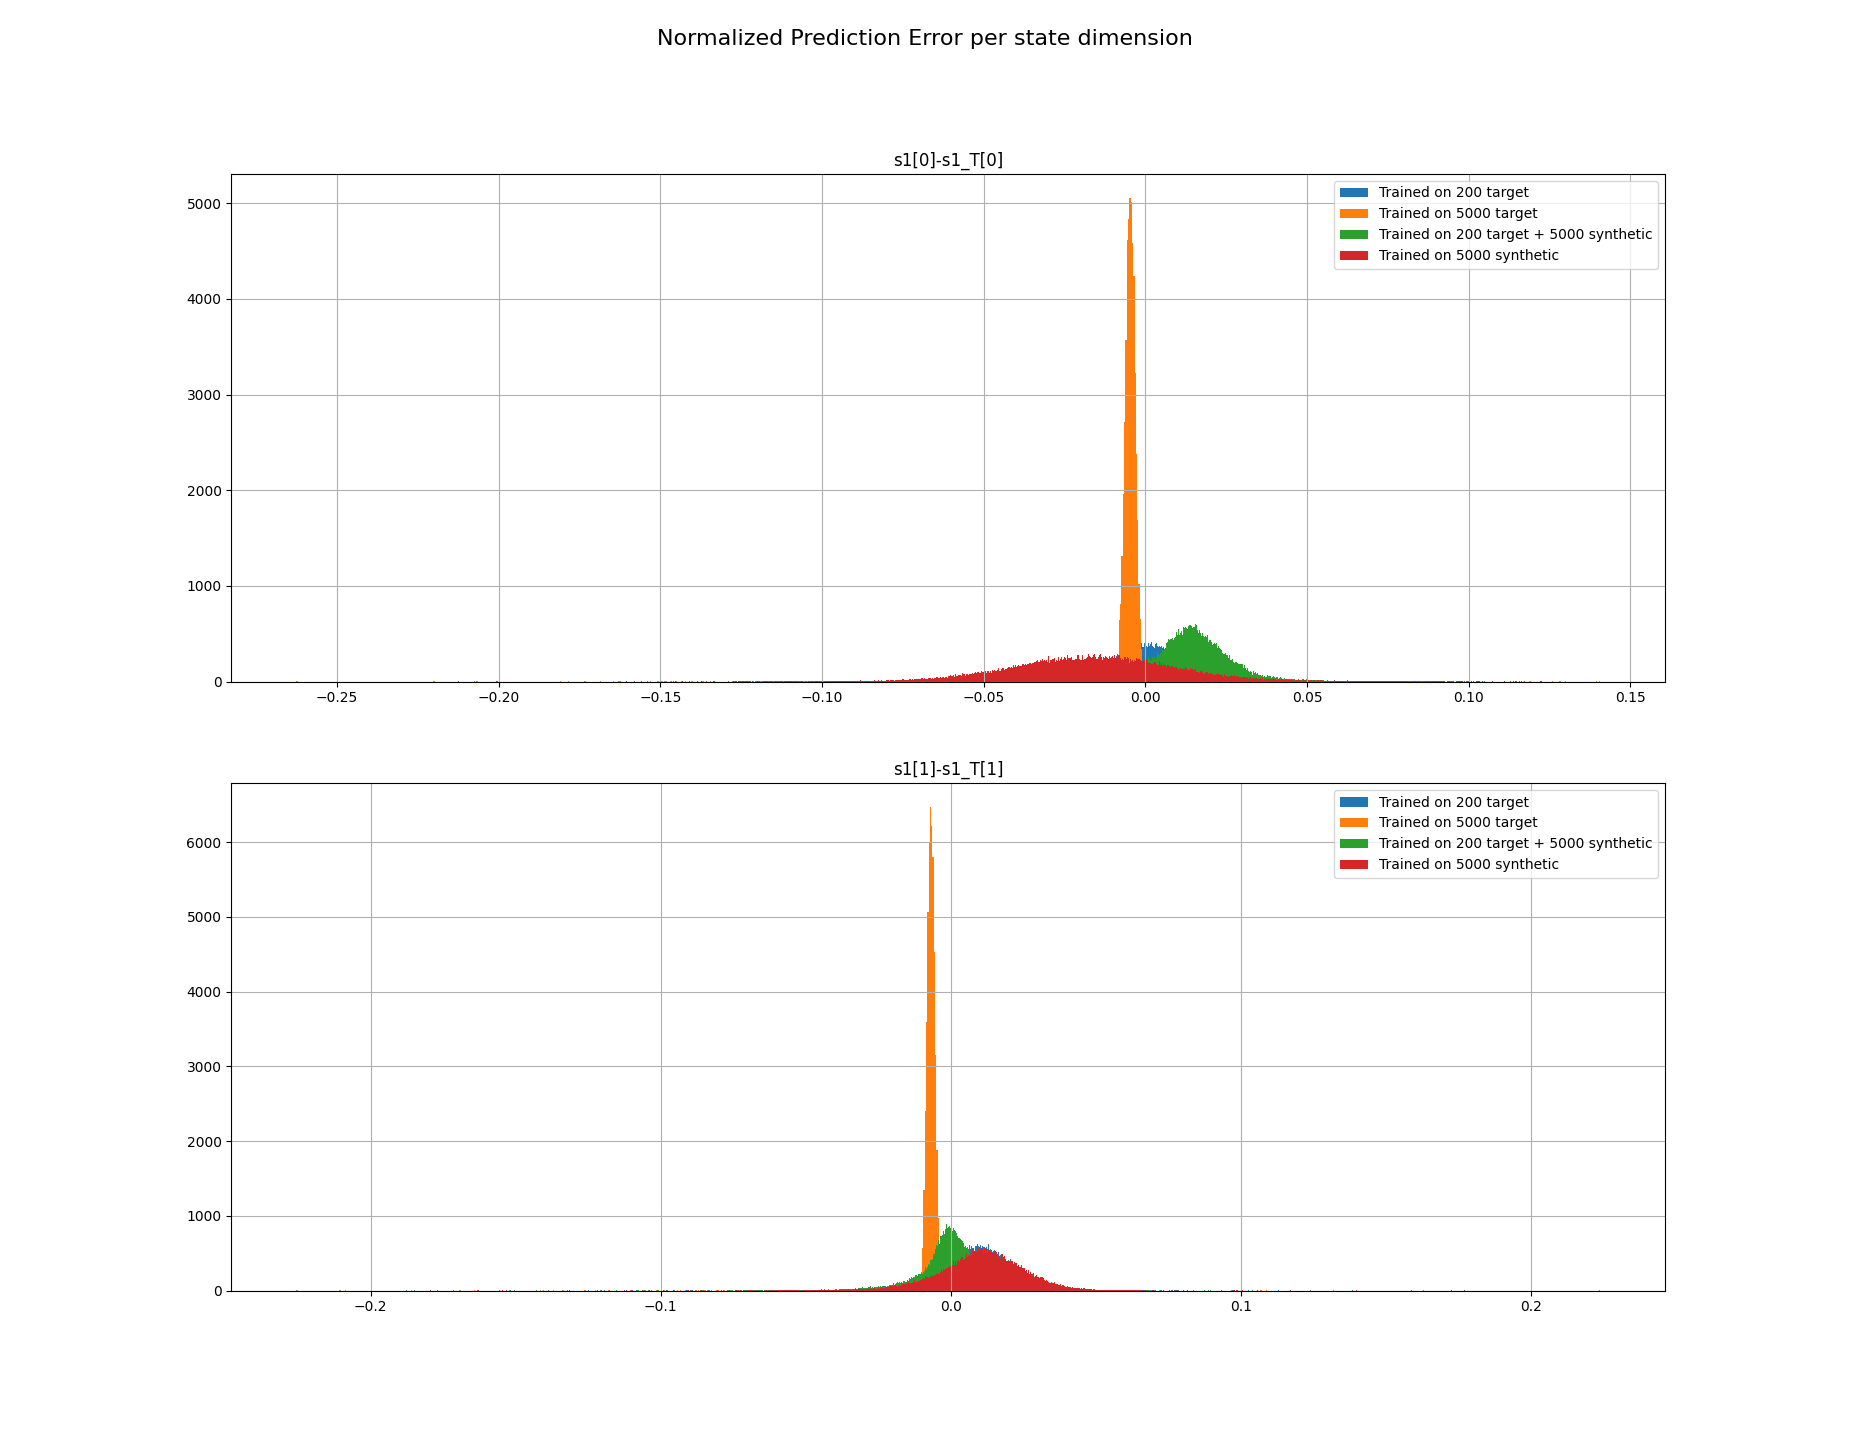 Normalized Prediction Error per state dimension
s1[0]-s1_T[0]
Trained on 200 target
Trained on 5000 target
Trained on 200 target + 5000 synthetic
Trained on 5000 synthetic
5000
4000
3000
2000
1000
0
−0.25 −0.20 −0.15 −0.10 −0.05 0.00 0.05 0.10 0.15
s1[1]-s1_T[1]
Trained on 200 target
Trained on 5000 target
Trained on 200 target + 5000 synthetic
Trained on 5000 synthetic
6000
5000
4000
3000
2000
1000
0
−0.2 −0.1 0.0 0.1 0.2